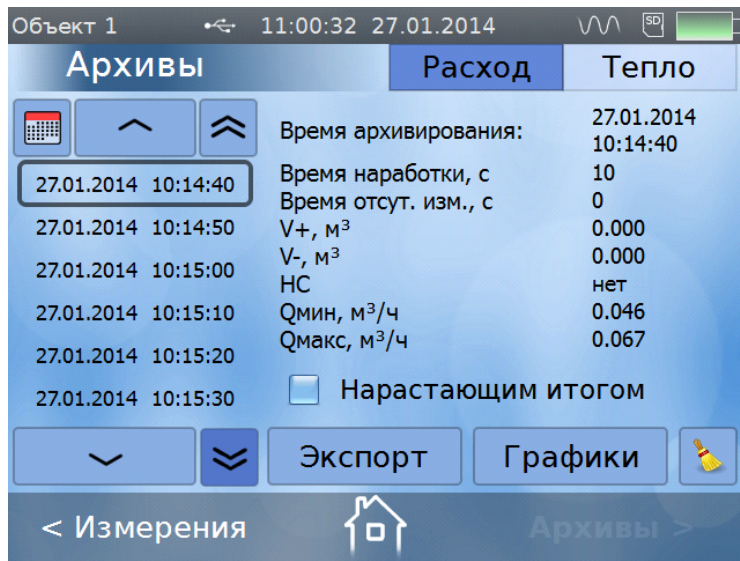 Объект 1 11:00:32 27.01.2014 SD
Архивы Расход Тепло
27.01.2014 10:14:40
27.01.2014 10:14:50
27.01.2014 10:15:00
27.01.2014 10:15:10
27.01.2014 10:15:20
27.01.2014 10:15:30
Время архивирования: 27.01.2014
10:14:40
Время наработки, с 10
Время отсут. изм., с 0
V+, м³ 0.000
V-, м³ 0.000
НС нет
Qмин, м³/ч 0.046
Qмакс, м³/ч 0.067
Нарастающим итогом
Экспорт Графики
< Измерения Архивы >